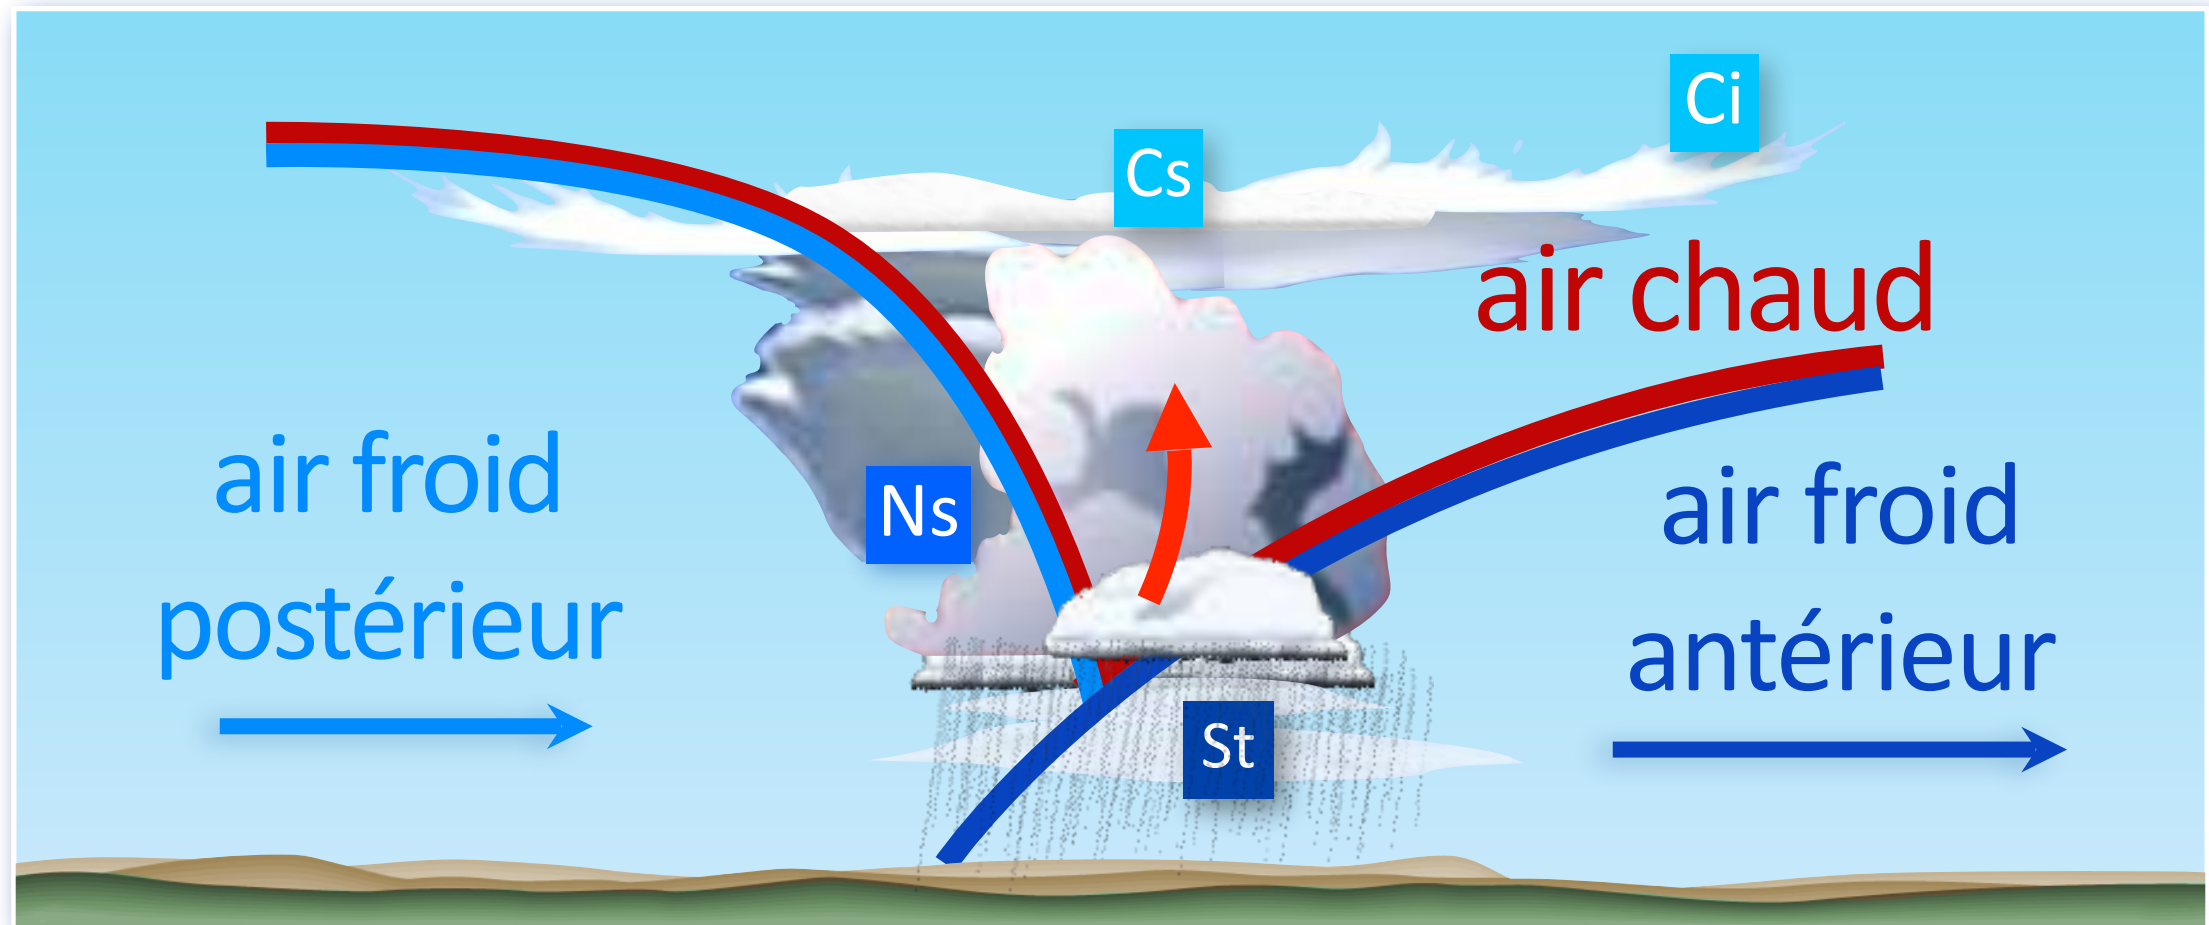 Ci
Cs
air chaud
air froid
postérieur
Ns
air froid
antérieur
St